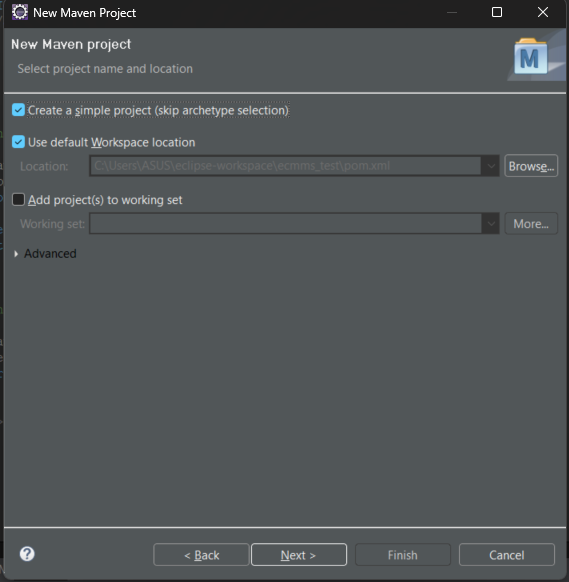 New Maven Project
New Maven project
Select project name and location
M
Create a simple project (skip archetype selection)
Use default Workspace location
Location: C:\Users\ASUS\eclipse-workspace\ecmms_test\pom.xml Browse...
Add project(s) to working set
Working set: More...
Advanced
? < Back Next > Finish Cancel